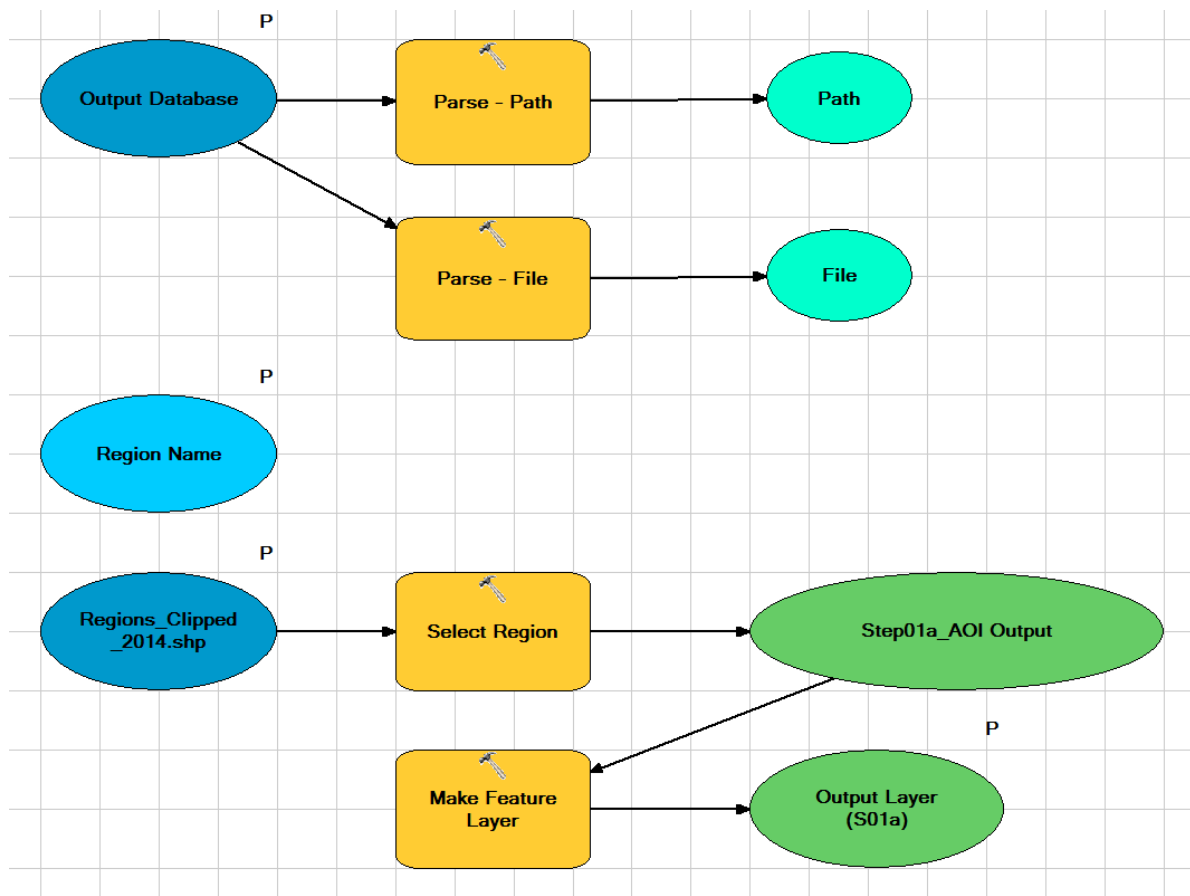 P
Output Database
Parse - Path
Path
Parse - File
File
P
Region Name
P
Regions_Clipped
_2014.shp
Select Region
Step01a_AOI Output
P
Make Feature
Layer
Output Layer
(S01a)